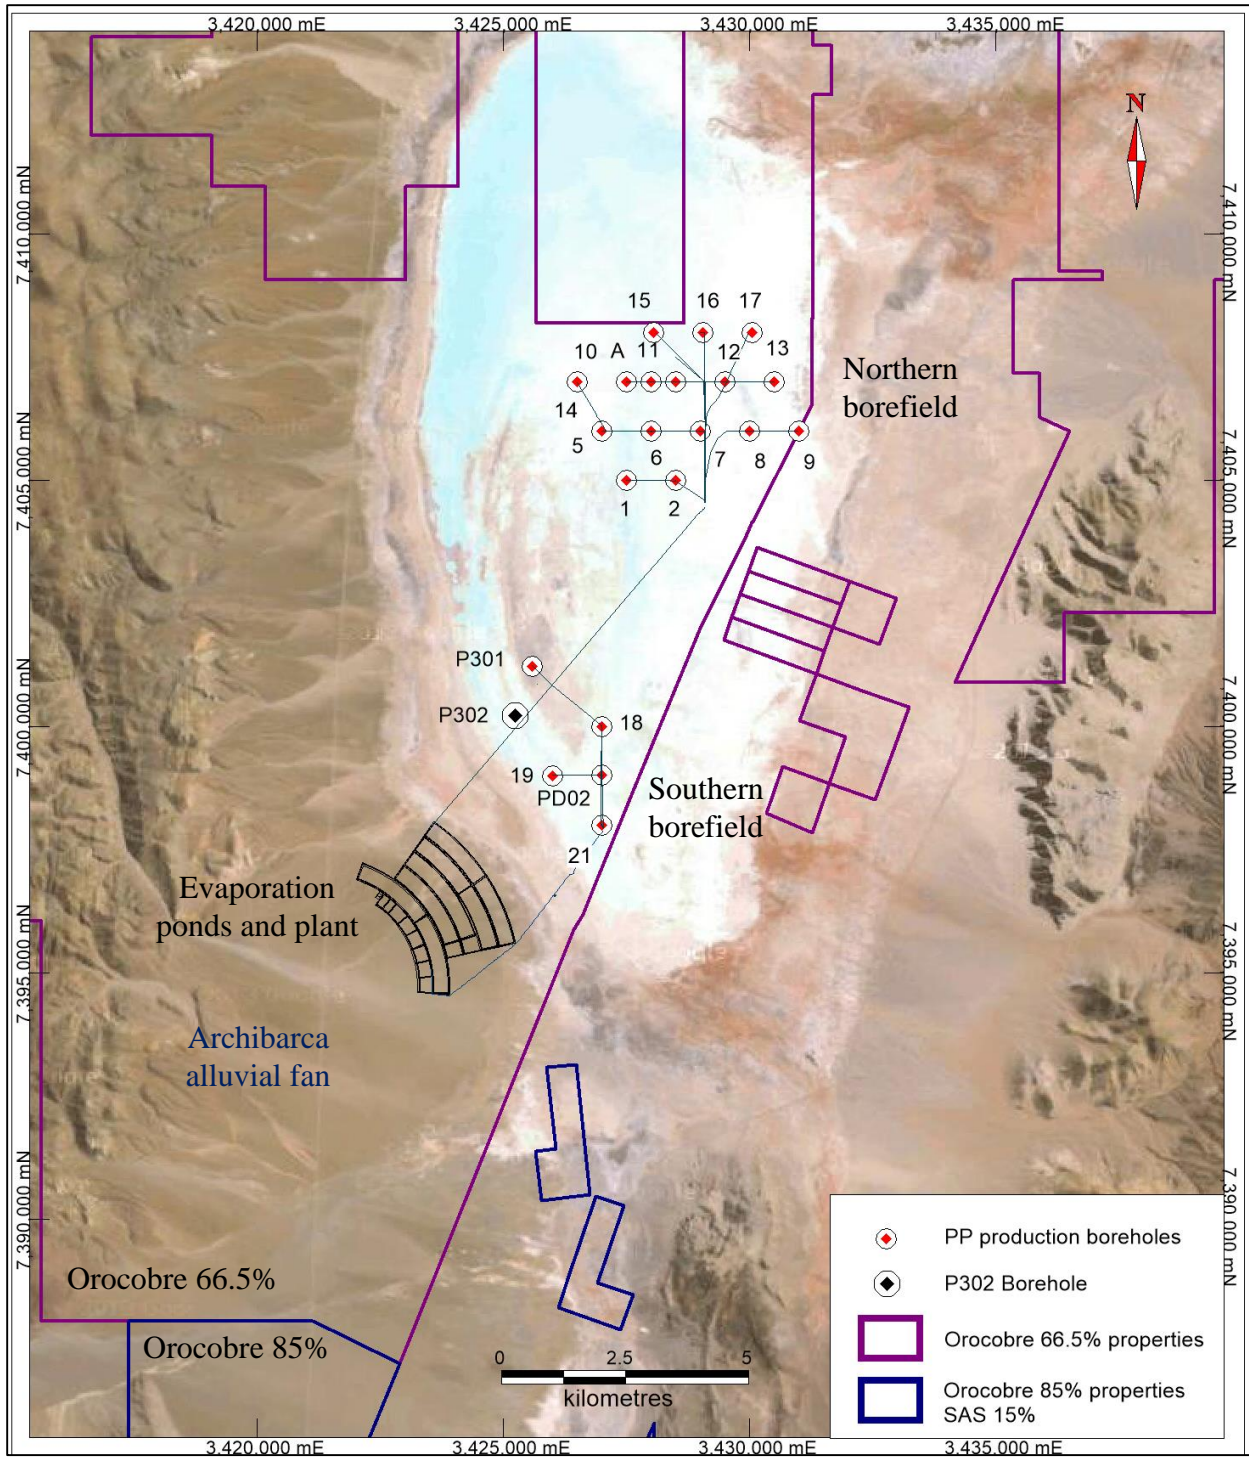 3,420,000 mE
3,425,000 mE
3,430,000 mE
3,435,000 mE
N
7,410,000 mN
7,410,000 mN
15
16
17
10
A
11
12
13
Northern
borefield
14
5
6
7
8
9
7,405,000 mN
7,405,000 mN
1
2
P301
P302
18
7,400,000 mN
7,400,000 mN
19
PD02
Southern
borefield
21
Evaporation
ponds and plant
7,395,000 mN
7,395,000 mN
Archibarca
alluvial fan
7,390,000 mN
7,390,000 mN
PP production boreholes
P302 Borehole
Orocobre 66.5%
Orocobre 66.5% properties
Orocobre 85%
0
2.5
5
kilometres
Orocobre 85% properties
SAS 15%
3,420,000 mE
3,425,000 mE
3,430,000 mE
3,435,000 mE